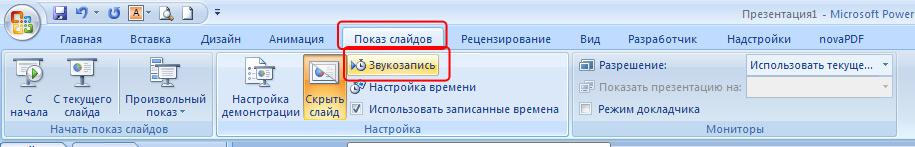 Презентация1 - Microsoft Power
Главная Вставка Дизайн Анимация Показ слайдов Рецензирование Вид Разработчик Надстройки novaPDF
С начала
С текущего слайда
Произвольный показ
Начать показ слайдов
Настройка демонстрации
Скрыть слайд
Звукозапись
Настройка времени
Использовать записанные времена
Настройка
Разрешение: Использовать текуще...
Показать презентацию на:
Режим докладчика
Мониторы